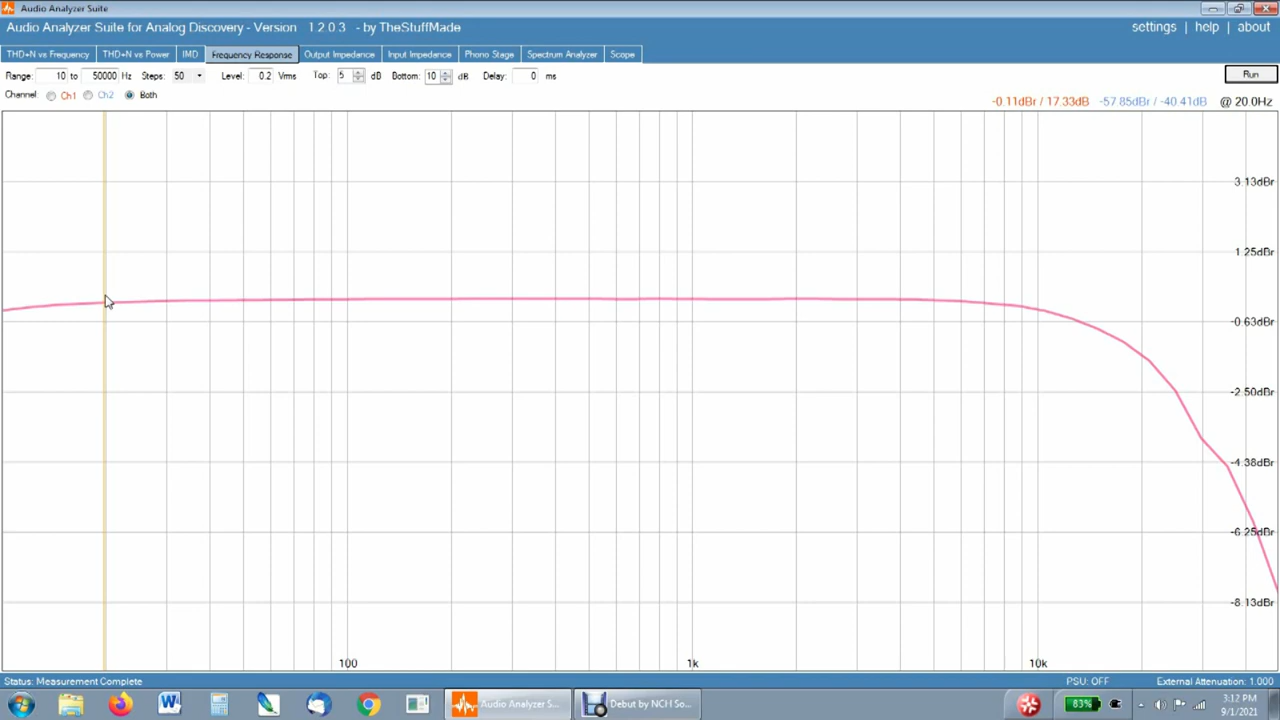 Audio Analyzer Suite
Audio Analyzer Suite for Analog Discovery - Version 1.2.0.3 - by TheStuffMade
settings | help | about
THD+N vs Frequency THD+N vs Power IMD Frequency Response Output Impedance Input Impedance Phono Stage Spectrum Analyzer Scope
Range: 10 to 50000 Hz Steps: 50 Level: 0.2 Vrms Top: 5 dB Bottom: 10 dB Delay: 0 ms Run
Channel: Ch1 Ch2 Both
-0.11dBr / 17.33dB -57.85dBr / -40.41dB @ 20.0Hz
3.13dBr
1.25dBr
-0.63dBr
-2.50dBr
-4.38dBr
-6.25dBr
-8.13dBr
100 1k 10k
Status: Measurement Complete PSU: OFF External Attenuation: 1.000
Audio Analyzer S... Debut by NCH So... 83% 3:12 PM
9/1/2021